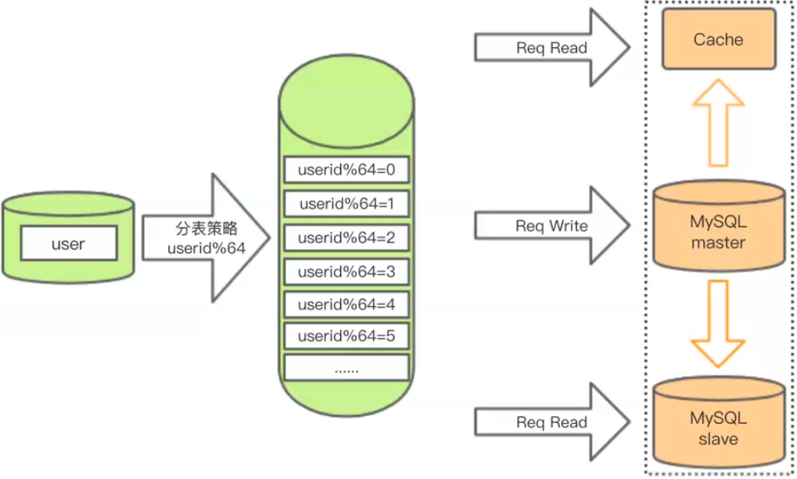 user
分表策略
userid%64
userid%64=0
userid%64=1
userid%64=2
userid%64=3
userid%64=4
userid%64=5
......
Req Read
Req Write
Req Read
Cache
MySQL
master
MySQL
slave